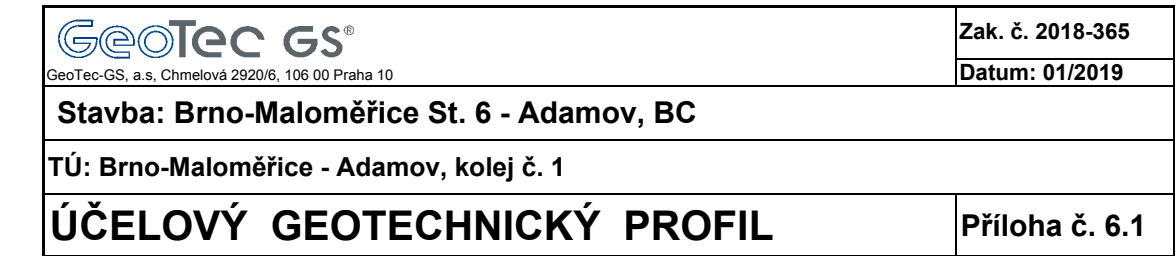 GeoTec GS®
Zak. č. 2018-365
GeoTec-GS, a.s, Chmelová 2920/6, 106 00 Praha 10
Datum: 01/2019
Stavba: Brno-Maloměřice St. 6 - Adamov, BC
TÚ: Brno-Maloměřice - Adamov, kolej č. 1
ÚČELOVÝ GEOTECHNICKÝ PROFIL
Příloha č. 6.1